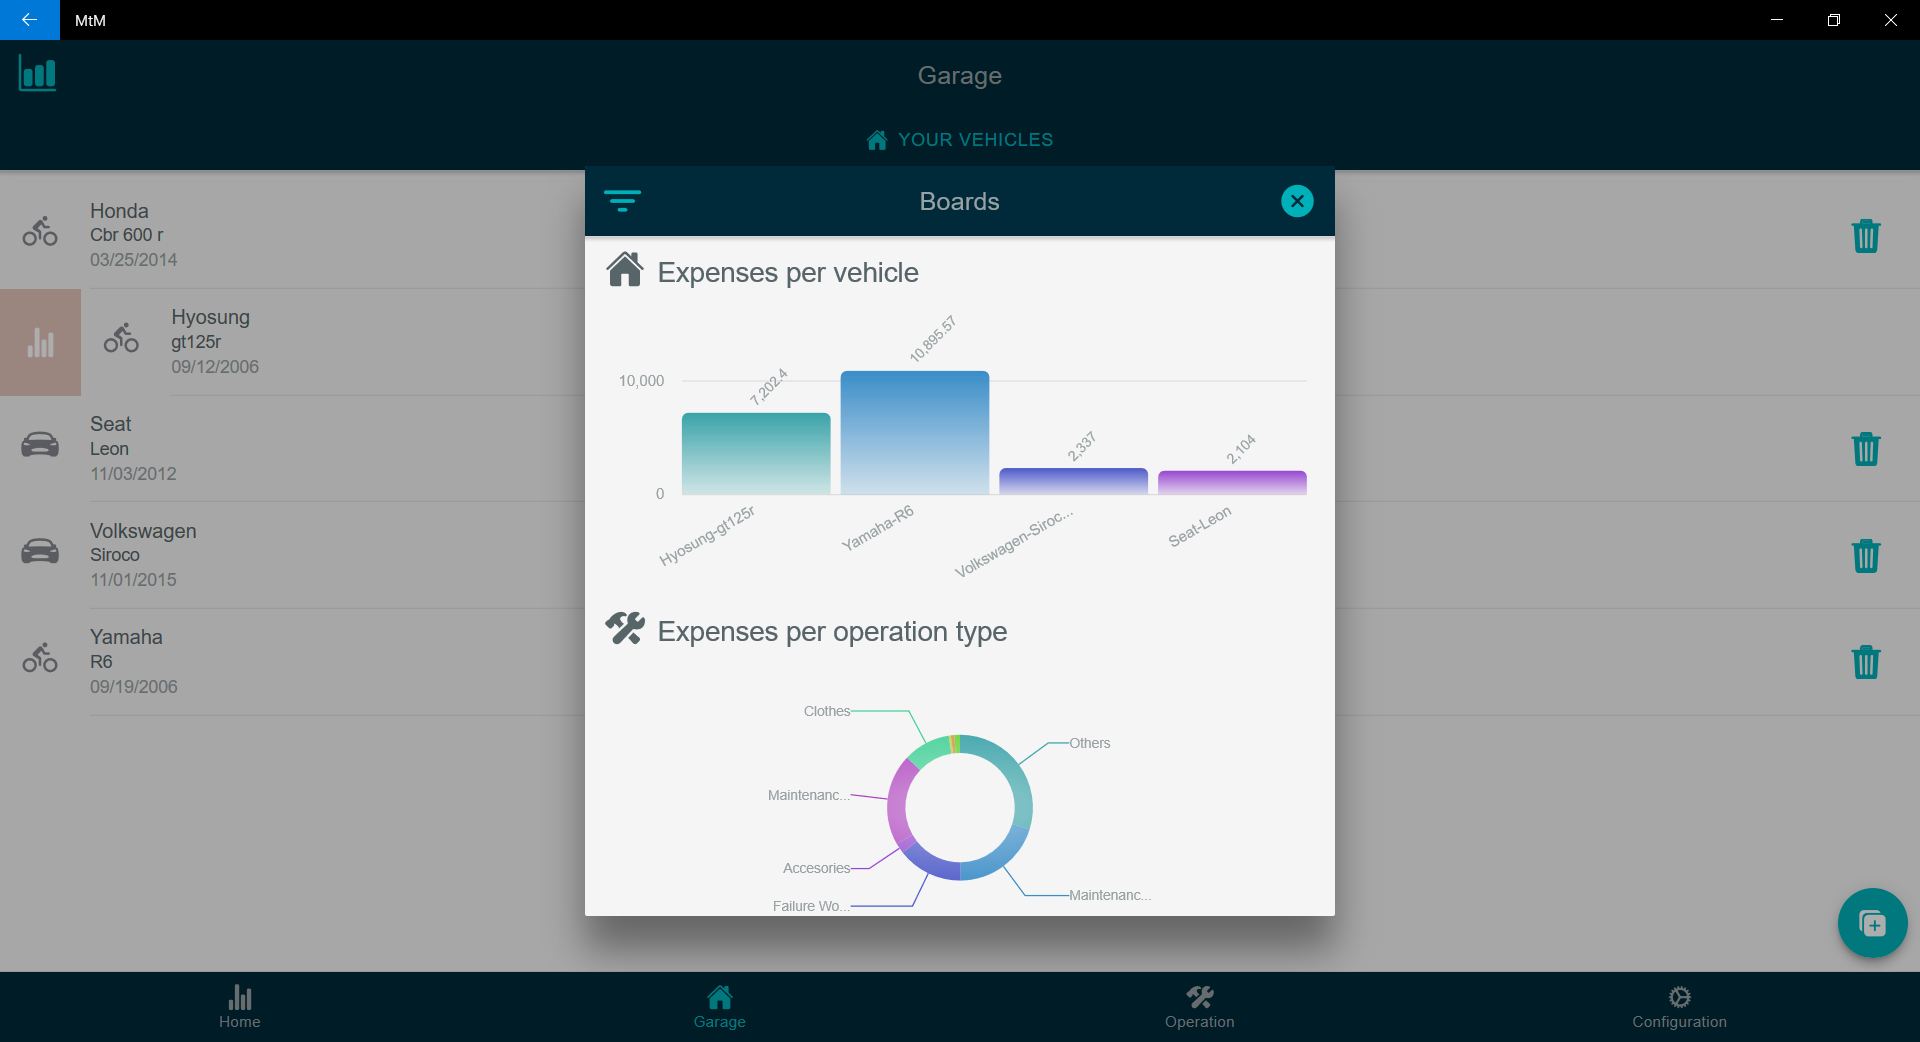 MtM
Garage
YOUR VEHICLES
Honda
Cbr 600 r
03/25/2014
Hyosung
gt125r
09/12/2006
Seat
Leon
11/03/2012
Volkswagen
Siroco
11/01/2015
Yamaha
R6
09/19/2006
Boards
Expenses per vehicle
10,000
0
7,202.4
10,895.57
2,337
2,104
Hyosung-gt125r
Yamaha-R6
Volkswagen-Siroc...
Seat-Leon
Expenses per operation type
Clothes
Others
Maintenanc...
Accesories
Maintenanc...
Failure Wo...
Home
Garage
Operation
Configuration